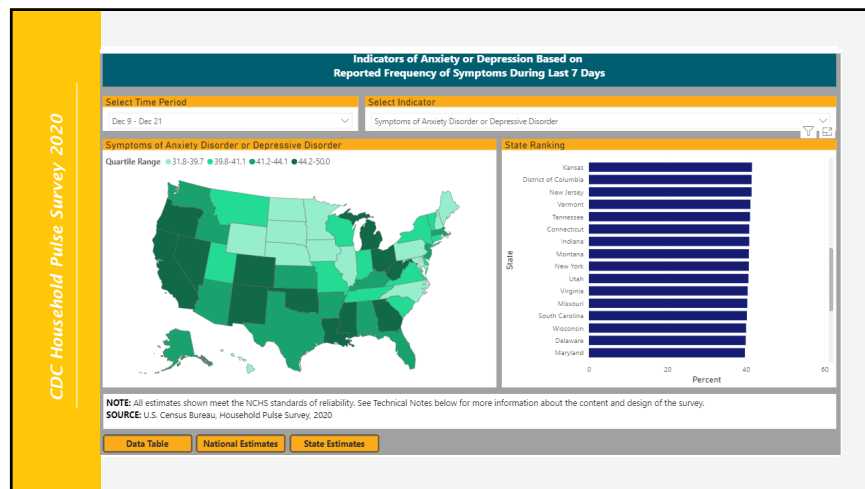 CDC Household Pulse Survey 2020
Indicators of Anxiety or Depression Based on
Reported Frequency of Symptoms During Last 7 Days
Select Time Period
Dec 9 - Dec 21
Select Indicator
Symptoms of Anxiety Disorder or Depressive Disorder
Symptoms of Anxiety Disorder or Depressive Disorder
Quartile Range 31.8-39.7 39.8-41.1 41.2-44.1 44.2-50.0
State Ranking
State
Kansas
District of Columbia
New Jersey
Vermont
Tennessee
Connecticut
Indiana
Montana
New York
Utah
Virginia
Missouri
South Carolina
Wisconsin
Delaware
Maryland
0 20 40 60
Percent
NOTE: All estimates shown meet the NCHS standards of reliability. See Technical Notes below for more information about the content and design of the survey.
SOURCE: U.S. Census Bureau, Household Pulse Survey, 2020
Data Table
National Estimates
State Estimates